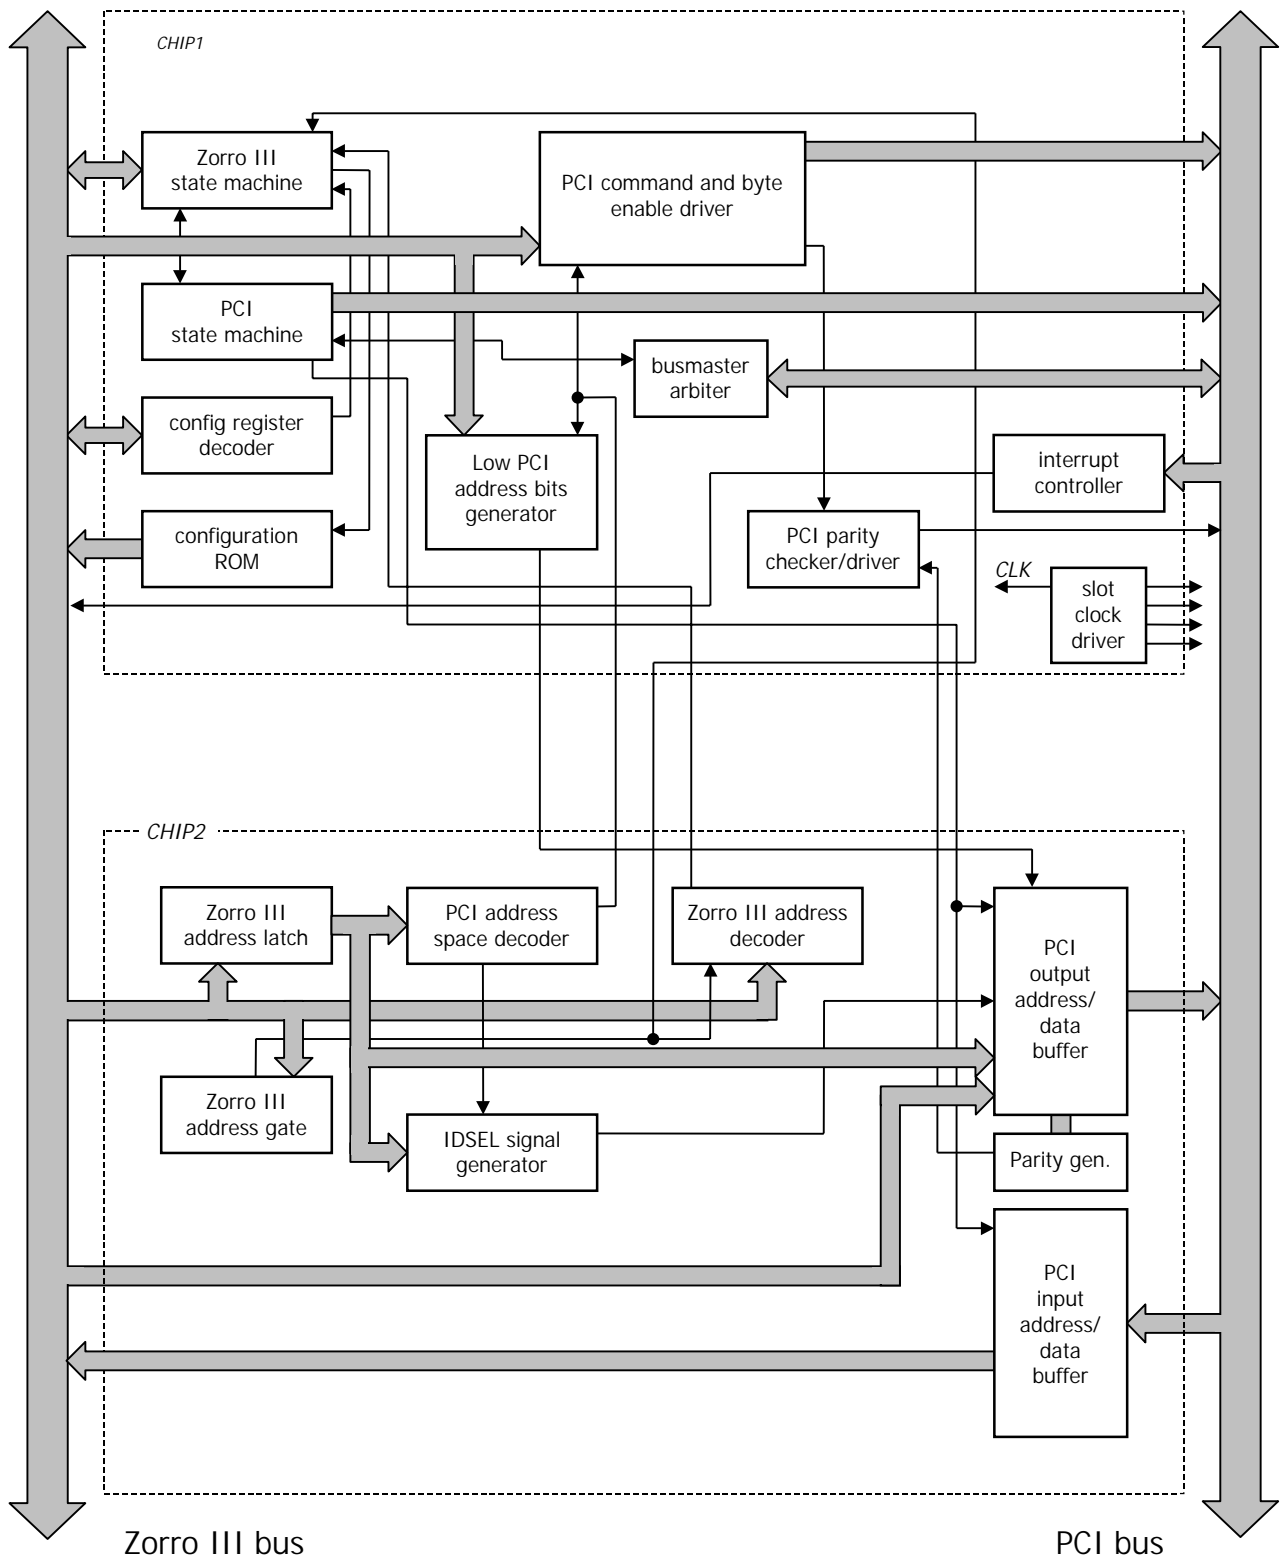 CHIP1
Zorro III
state machine
PCI command and byte
enable driver
PCI
state machine
busmaster
arbiter
config register
decoder
Low PCI
address bits
generator
interrupt
controller
configuration
ROM
PCI parity
checker/driver
CLK
slot
clock
driver
CHIP2
Zorro III
address latch
PCI address
space decoder
Zorro III address
decoder
PCI
output
address/
data
buffer
Zorro III
address gate
IDSEL signal
generator
Parity gen.
PCI
input
address/
data
buffer
Zorro III bus
PCI bus